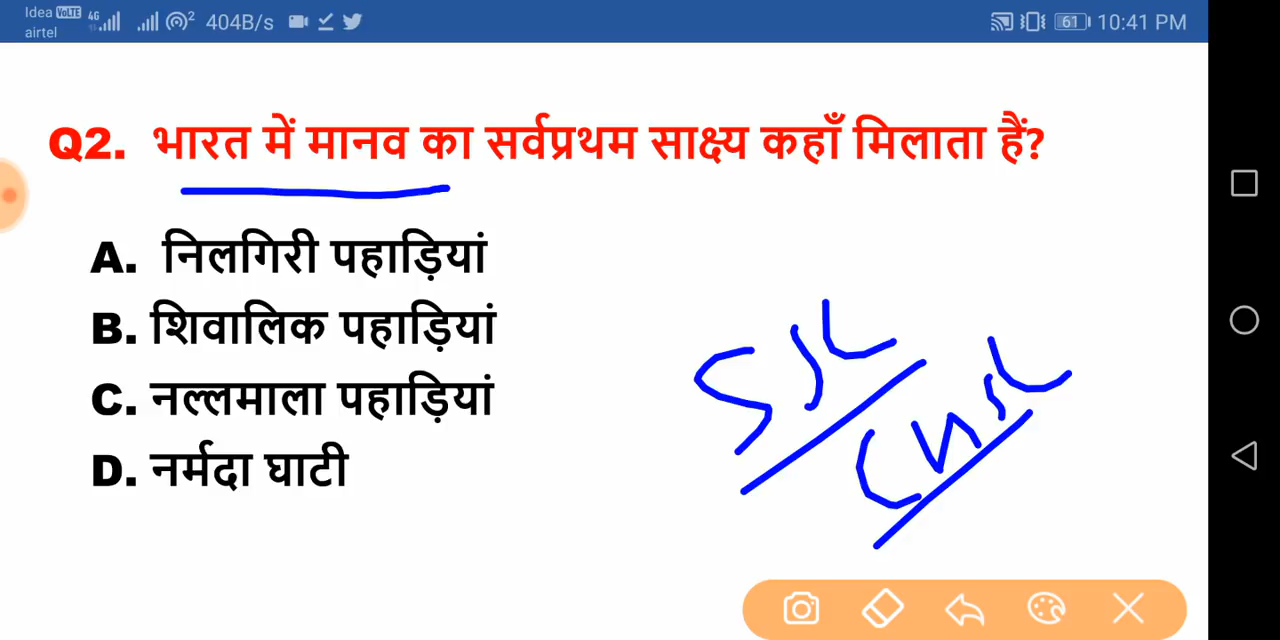 Idea VoLTE 4G 404B/s 61 10:41 PM
airtel
Q2. भारत में मानव का सर्वप्रथम साक्ष्य कहाँ मिलाता हैं?
A. निलगिरी पहाड़ियां
B. शिवालिक पहाड़ियां
C. नल्लमाला पहाड़ियां
D. नर्मदा घाटी